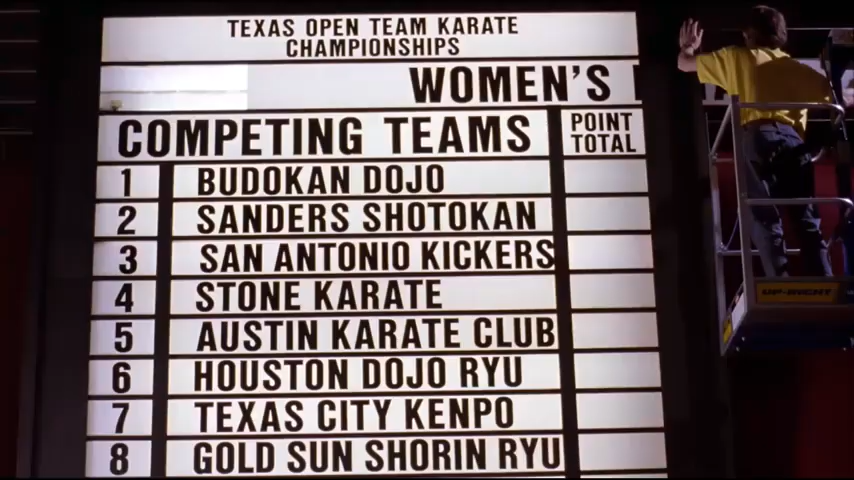 TEXAS OPEN TEAM KARATE
CHAMPIONSHIPS
WOMEN'S
COMPETING TEAMS
POINT
TOTAL
1 BUDOKAN DOJO
2 SANDERS SHOTOKAN
3 SAN ANTONIO KICKERS
4 STONE KARATE
5 AUSTIN KARATE CLUB
6 HOUSTON DOJO RYU
7 TEXAS CITY KENPO
8 GOLD SUN SHORIN RYU
UP-RIGHT